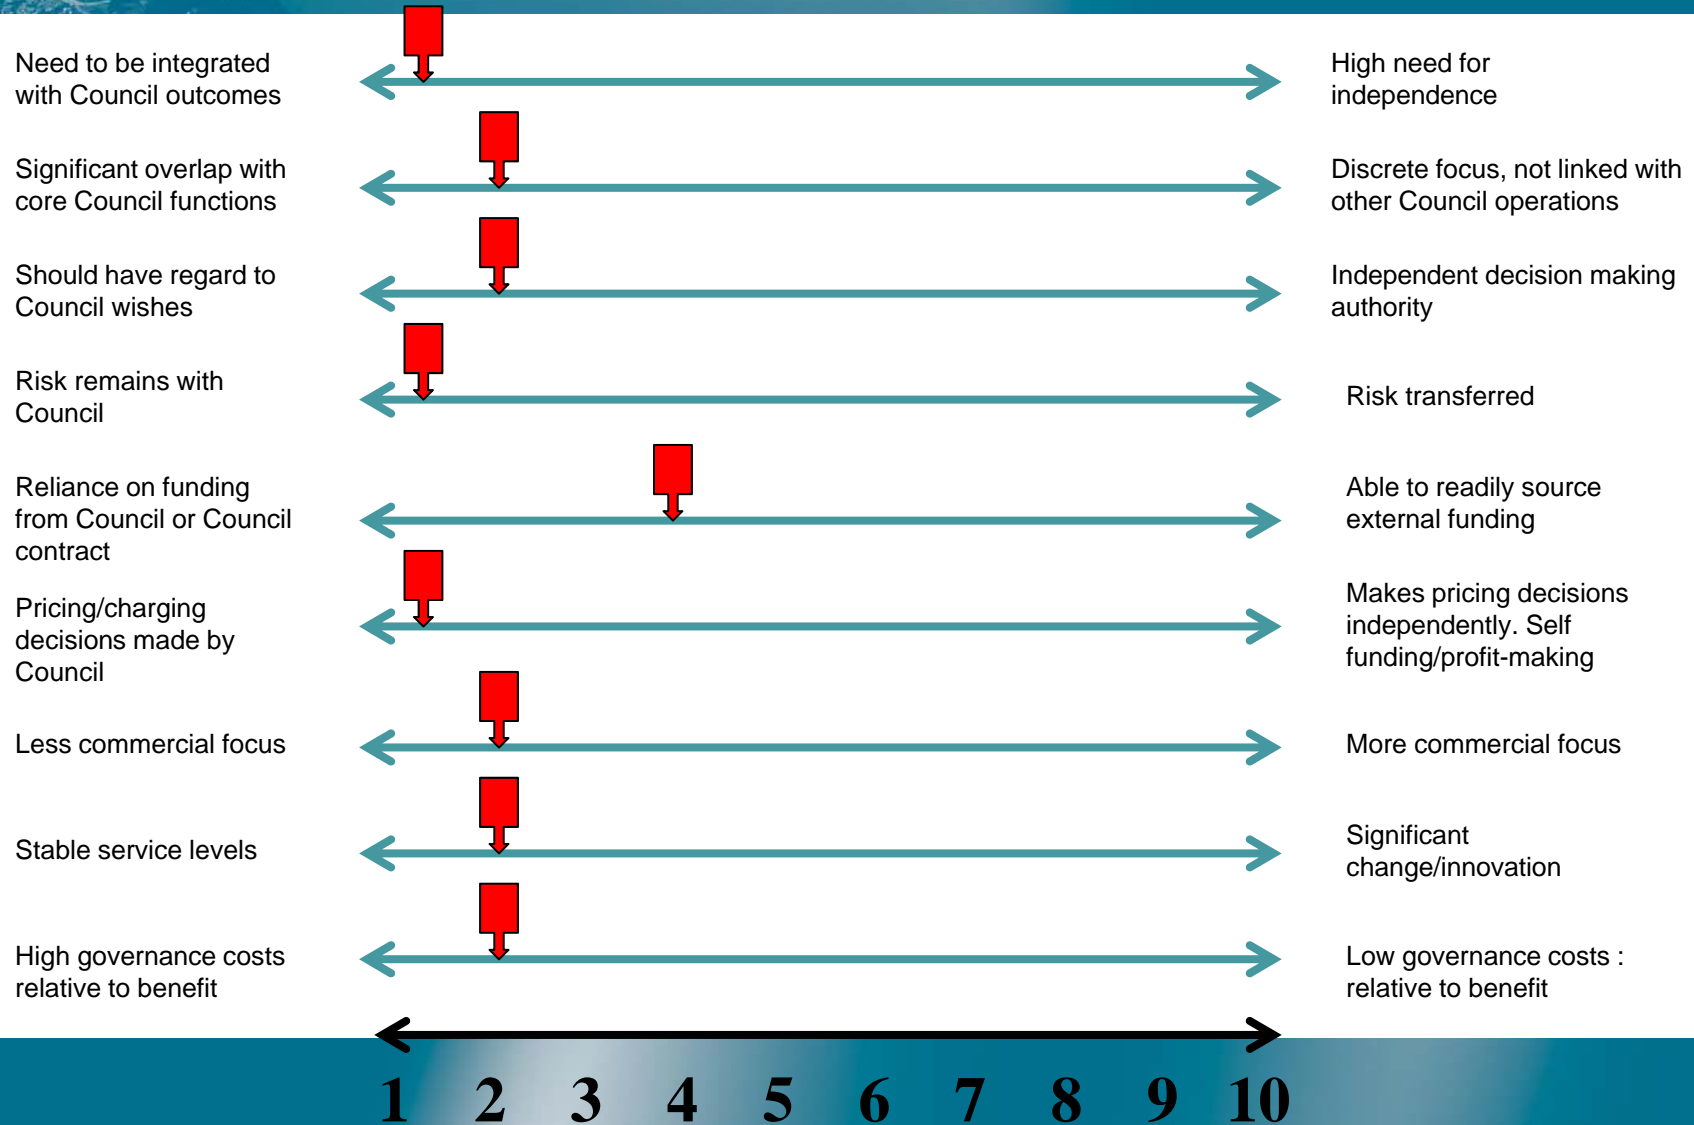 Need to be integrated
with Council outcomes
High need for
independence
Significant overlap with
core Council functions
Discrete focus, not linked with
other Council operations
Should have regard to
Council wishes
Independent decision making
authority
Risk remains with
Council
Risk transferred
Reliance on funding
from Council or Council
contract
Able to readily source
external funding
Pricing/charging
decisions made by
Council
Makes pricing decisions
independently. Self
funding/profit-making
Less commercial focus
More commercial focus
Stable service levels
Significant
change/innovation
High governance costs
relative to benefit
Low governance costs :
relative to benefit
1 2 3 4 5 6 7 8 9 10